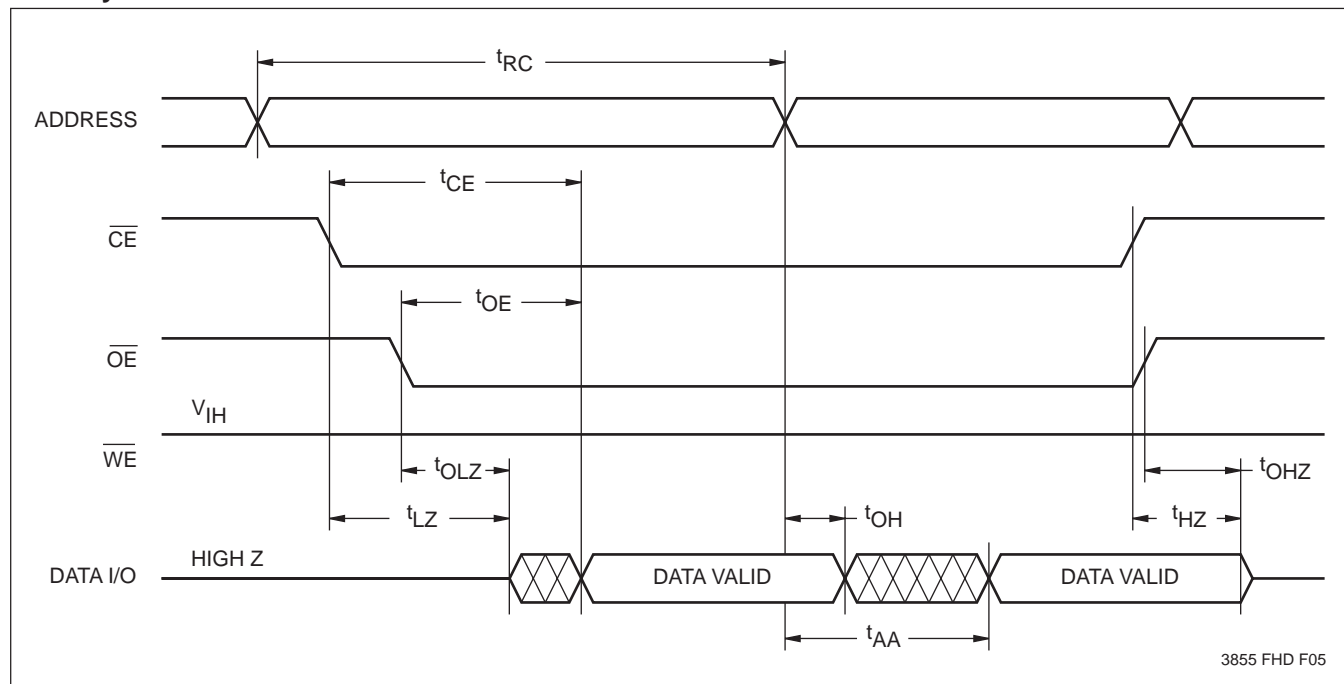 tRC
ADDRESS
tCE
CE
tOE
OE
VIH
WE
tOLZ
tOHZ
tLZ
tOH
tHZ
HIGH Z
DATA I/O
DATA VALID
DATA VALID
tAA
3855 FHD F05